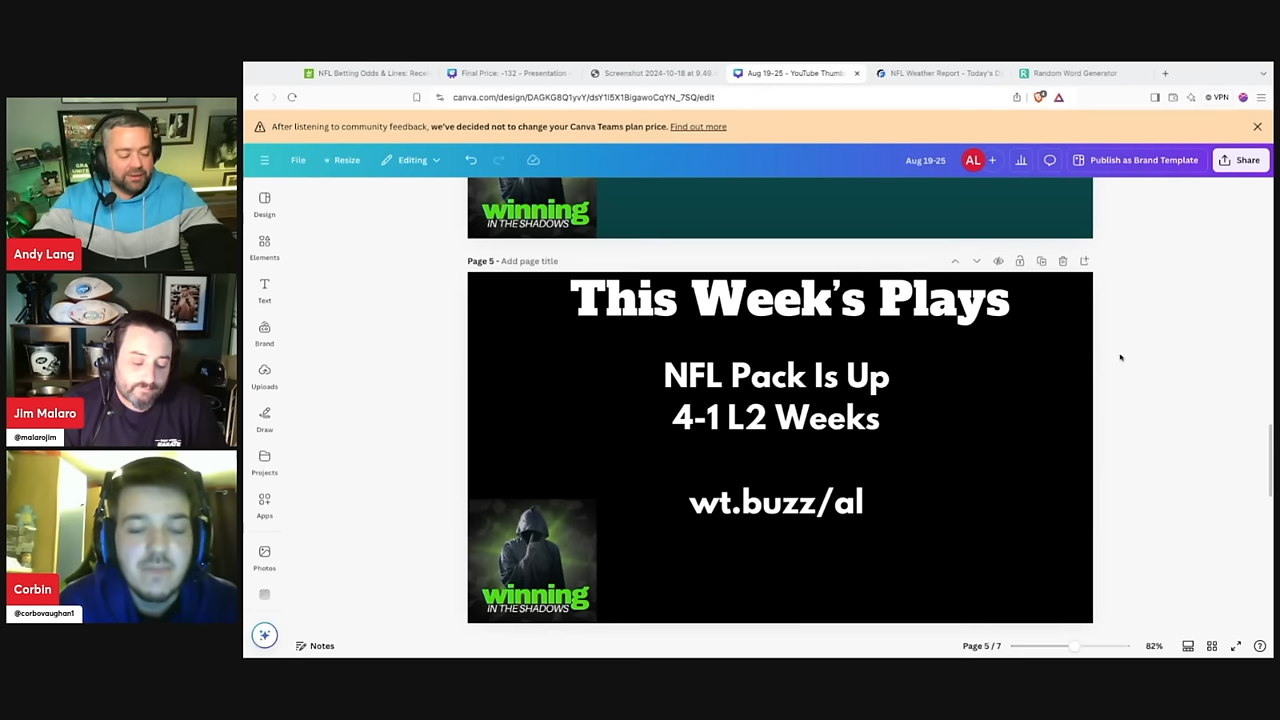 NFL Betting Odds & Lines: Recei
Final Price: -132 - Presentation -
Screenshot 2024-10-18 at 9.49.
Aug 19-25 - YouTube Thumb
NFL Weather Report - Today's D
Random Word Generator
canva.com/design/DAGKG8Q1yvY/dsY1I5X1BigawoCqYN_7SQ/edit
VPN
After listening to community feedback, we've decided not to change your Canva Teams plan price. Find out more
File
Resize
Editing
Aug 19-25
AL
Publish as Brand Template
Share
Design
Elements
Text
Brand
Uploads
Draw
Projects
Apps
Photos
winning
IN THE SHADOWS
Page 5 - Add page title
This Week's Plays
NFL Pack Is Up
4-1 L2 Weeks
wt.buzz/al
winning
IN THE SHADOWS
Notes
Page 5 / 7
82%
Andy Lang
Jim Malaro
@malarojim
Corbin
@corbovaughan1